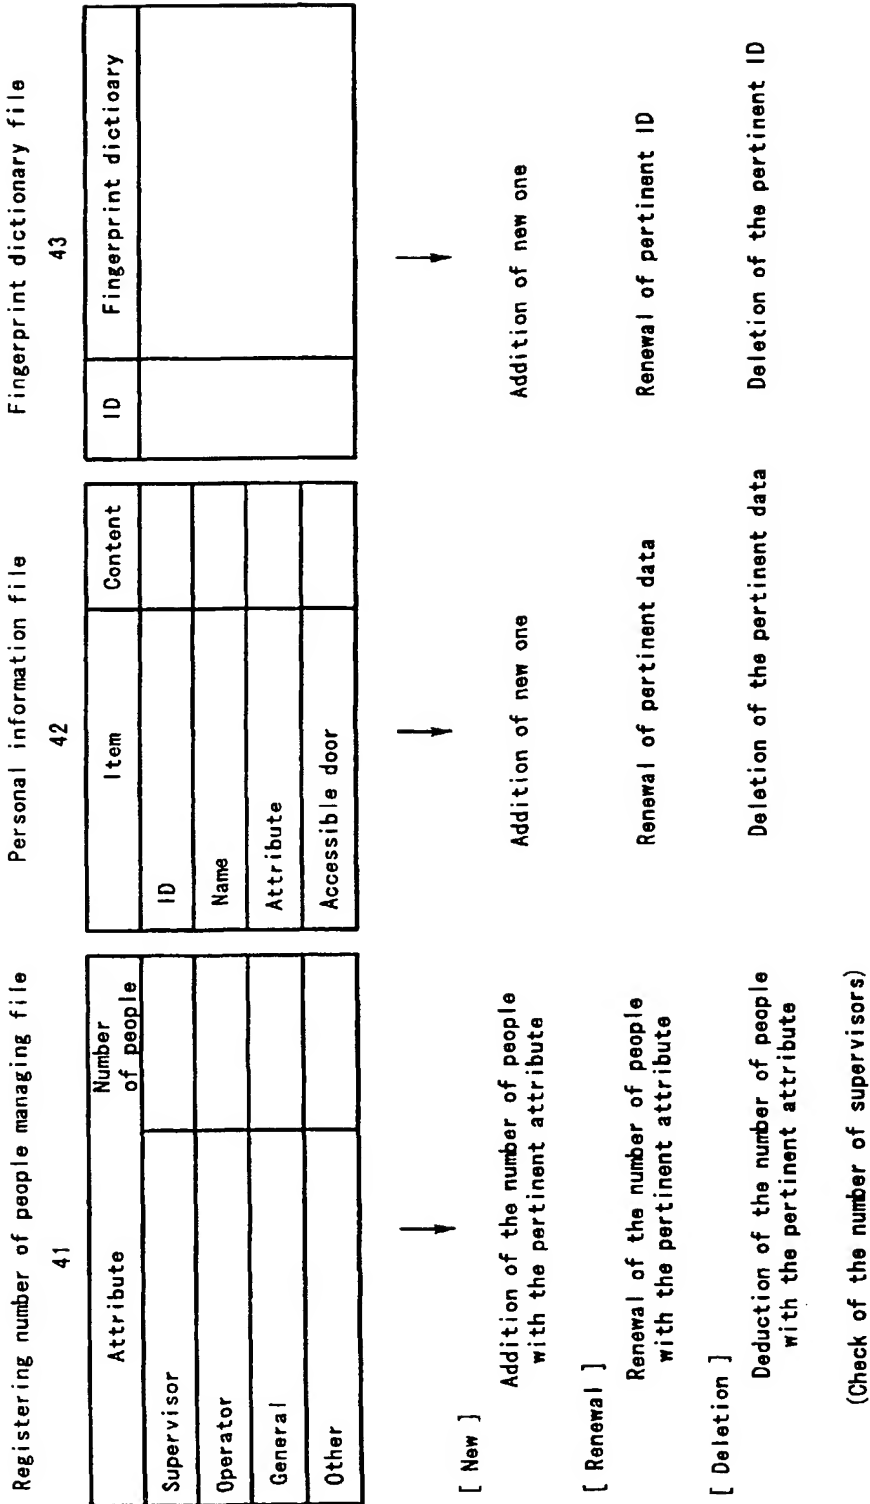 Registering number of people managing file
41
Attribute
Number
of people
Supervisor
Operator
General
Other
Personal information file
42
Item
Content
ID
Name
Attribute
Accessible door
Fingerprint dictionary file
43
ID
Fingerprint dictioary
[ New ]
Addition of the number of people
with the pertinent attribute
Addition of new one
Addition of new one
[ Renewal ]
Renewal of the number of people
with the pertinent attribute
Renewal of pertinent data
Renewal of pertinent ID
[ Deletion ]
Deduction of the number of people
with the pertinent attribute
Deletion of the pertinent data
Deletion of the pertinent ID
(Check of the number of supervisors)